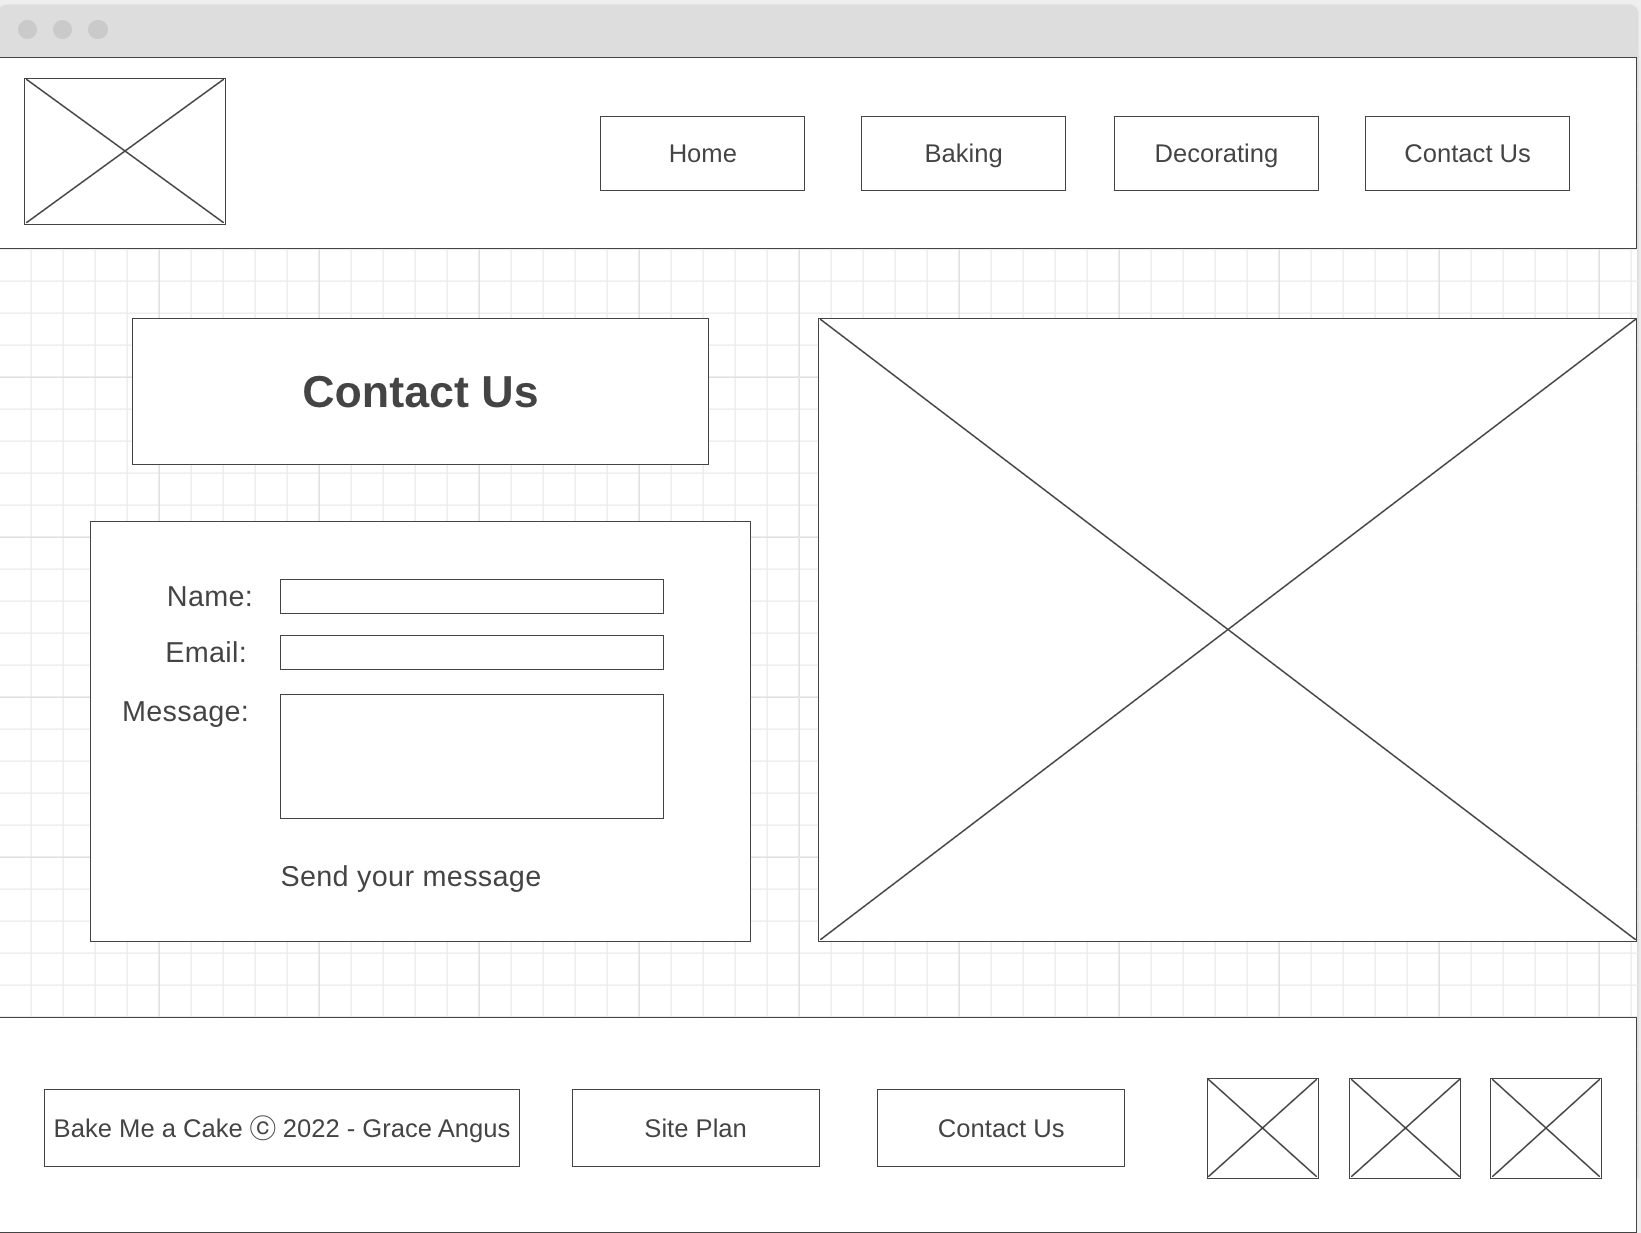 Home
Baking
Decorating
Contact Us
Contact Us
Name:
Email:
Message:
Send your message
Bake Me a Cake ⓒ 2022 - Grace Angus
Site Plan
Contact Us